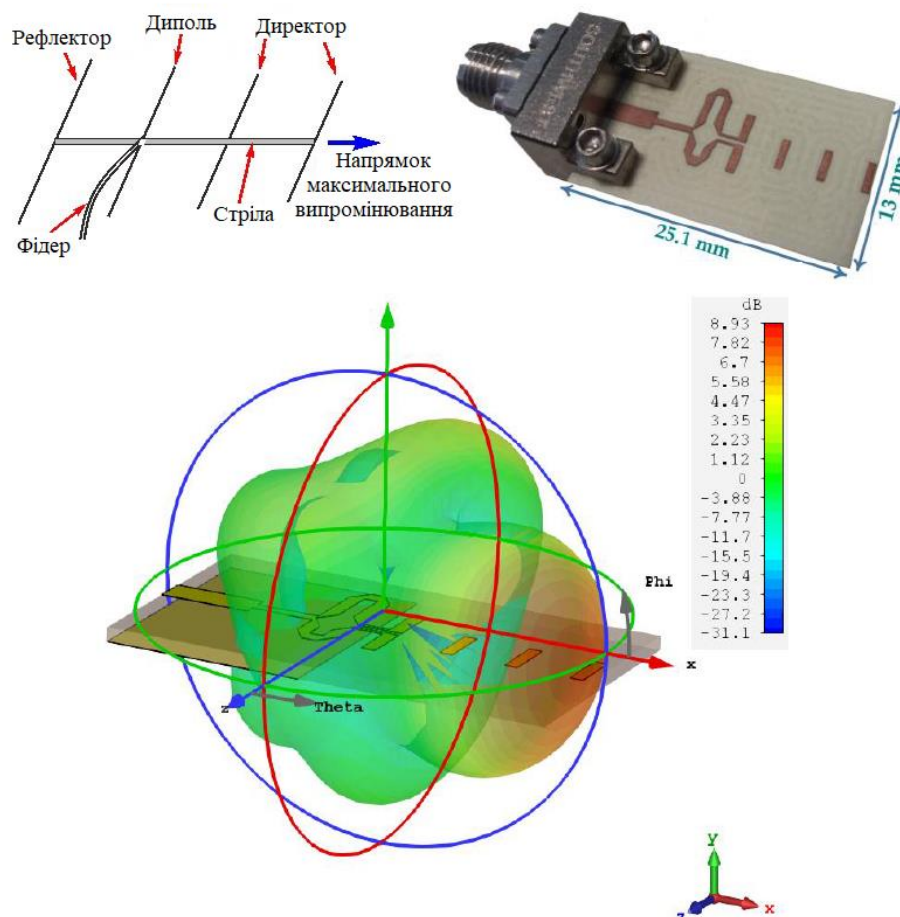 Рефлектор
Диполь
Директор
Напрямок
максимального
випромінювання
Стріла
Фідер
SOUTHWEST
25.1 mm
13 mm
dB
8.93
7.82
6.7
5.58
4.47
3.35
2.23
1.12
0
-3.88
-7.77
-11.5
-15.5
-19.4
-23.3
-27.2
-31.1
Phi
x
z
Theta
y
z
x